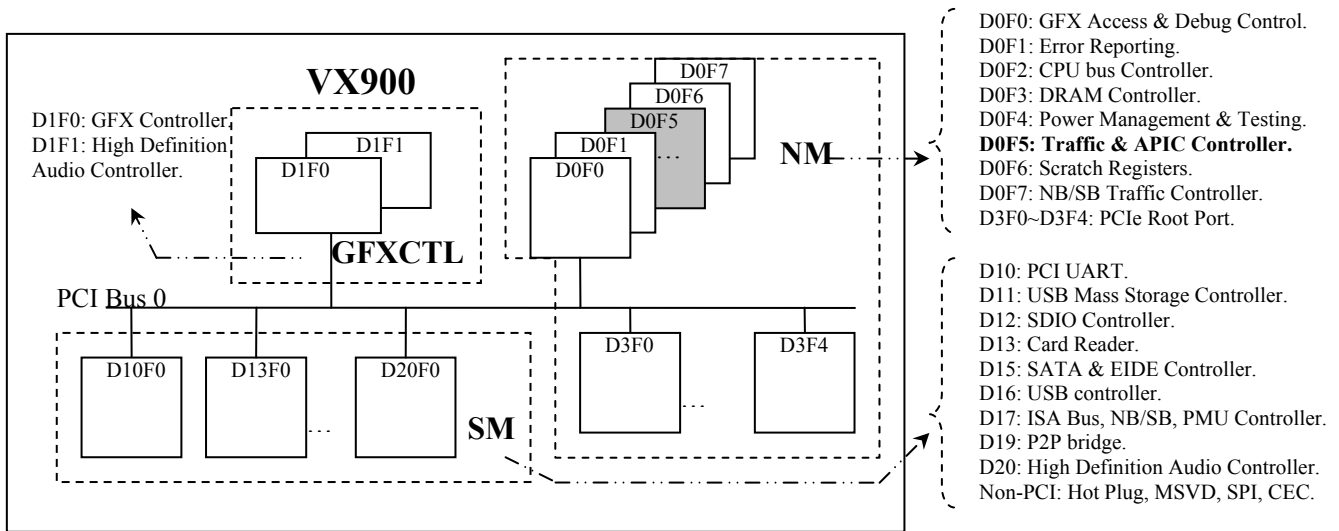 VX900
D1F0: GFX Controller.
D1F1: High Definition
Audio Controller.
D1F1
D1F0
GFXCTL
D0F7
D0F6
D0F5
D0F1
...
D0F0
NM
PCI Bus 0
D10F0
D13F0
...
D20F0
SM
D3F0
...
D3F4
D0F0: GFX Access & Debug Control.
D0F1: Error Reporting.
D0F2: CPU bus Controller.
D0F3: DRAM Controller.
D0F4: Power Management & Testing.
D0F5: Traffic & APIC Controller.
D0F6: Scratch Registers.
D0F7: NB/SB Traffic Controller.
D3F0~D3F4: PCIe Root Port.
D10: PCI UART.
D11: USB Mass Storage Controller.
D12: SDIO Controller.
D13: Card Reader.
D15: SATA & EIDE Controller.
D16: USB controller.
D17: ISA Bus, NB/SB, PMU Controller.
D19: P2P bridge.
D20: High Definition Audio Controller.
Non-PCI: Hot Plug, MSVD, SPI, CEC.